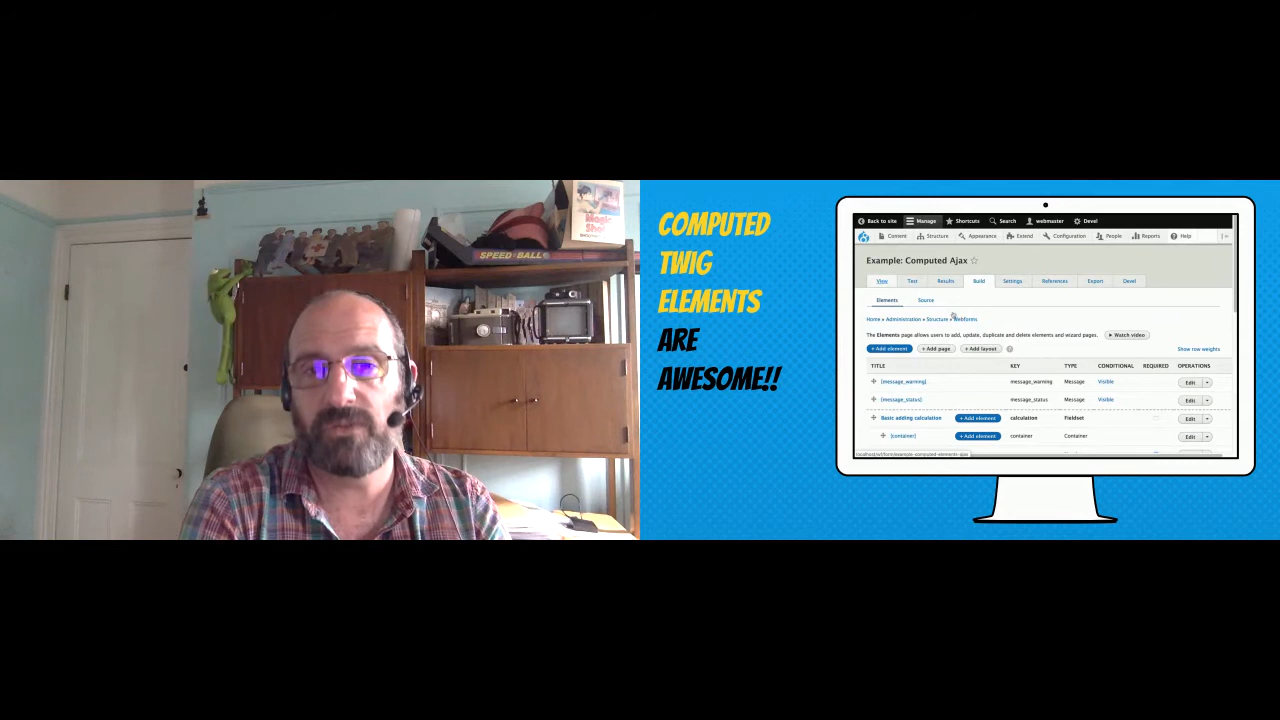 SPEED BALL
COMPUTED
TWIG
ELEMENTS
ARE
AWESOME!!
Back to site Manage Shortcuts Search webmaster Devel
Content Structure Appearance Extend Configuration People Reports Help
Example: Computed Ajax
View Test Results Build Settings References Export Devel
Elements Source
Home » Administration » Structure » Webforms
The Elements page allows users to add, update, duplicate and delete elements and wizard pages. Watch video
+ Add element + Add page + Add layout ? Show row weights
TITLE KEY TYPE CONDITIONAL REQUIRED OPERATIONS
[message_warning] message_warning Message Visible Edit
[message_status] message_status Message Visible Edit
Basic adding calculation + Add element calculation Fieldset Edit
[container] + Add element container Container Edit